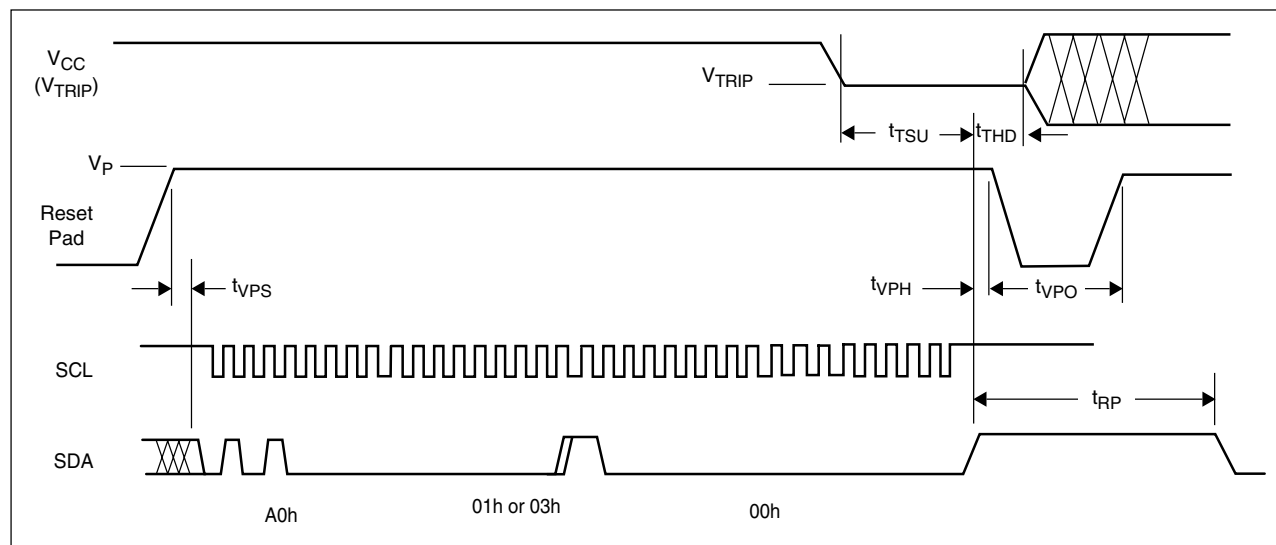 VCC
(VTRIP)
VTRIP
tTSU
tTHD
VP
Reset
Pad
tVPS
tVPH
tVPO
SCL
tRP
SDA
A0h
01h or 03h
00h